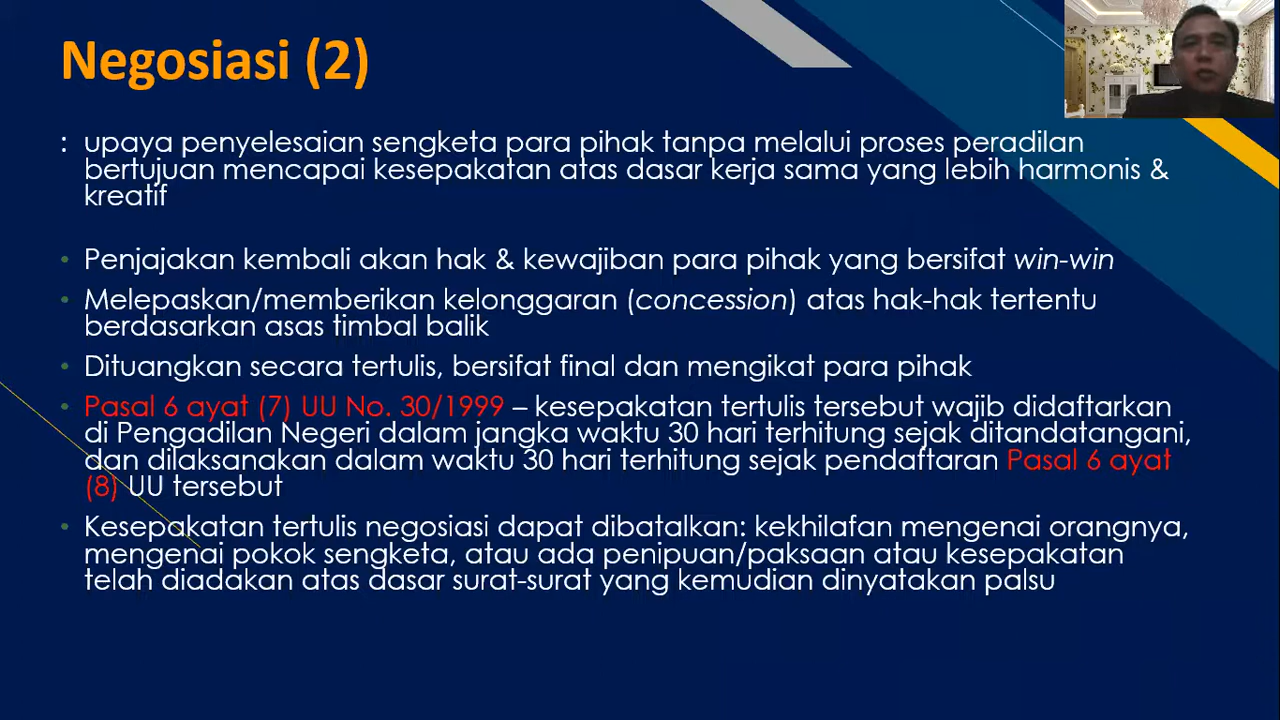 Negosiasi (2)
: upaya penyelesaian sengketa para pihak tanpa melalui proses peradilan
bertujuan mencapai kesepakatan atas dasar kerja sama yang lebih harmonis &
kreatif
• Penjajakan kembali akan hak & kewajiban para pihak yang bersifat win-win
• Melepaskan/memberikan kelonggaran (concession) atas hak-hak tertentu
berdasarkan asas timbal balik
• Dituangkan secara tertulis, bersifat final dan mengikat para pihak
• Pasal 6 ayat (7) UU No. 30/1999 – kesepakatan tertulis tersebut wajib didaftarkan
di Pengadilan Negeri dalam jangka waktu 30 hari terhitung sejak ditandatangani,
dan dilaksanakan dalam waktu 30 hari terhitung sejak pendaftaran Pasal 6 ayat
(8) UU tersebut
• Kesepakatan tertulis negosiasi dapat dibatalkan: kekhilafan mengenai orangnya,
mengenai pokok sengketa, atau ada penipuan/paksaan atau kesepakatan
telah diadakan atas dasar surat-surat yang kemudian dinyatakan palsu